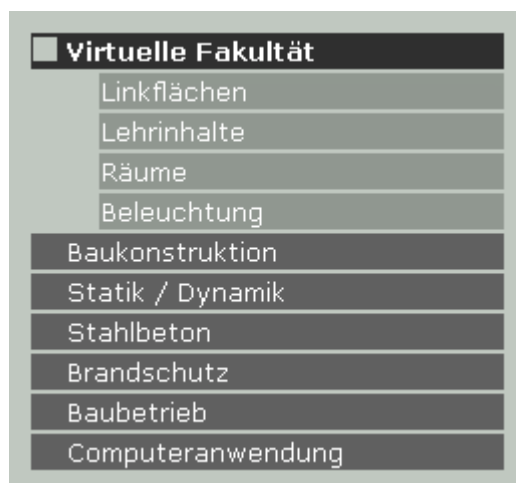 Virtuelle Fakultät
Linkflächen
Lehrinhalte
Räume
Beleuchtung
Baukonstruktion
Statik / Dynamik
Stahlbeton
Brandschutz
Baubetrieb
Computeranwendung